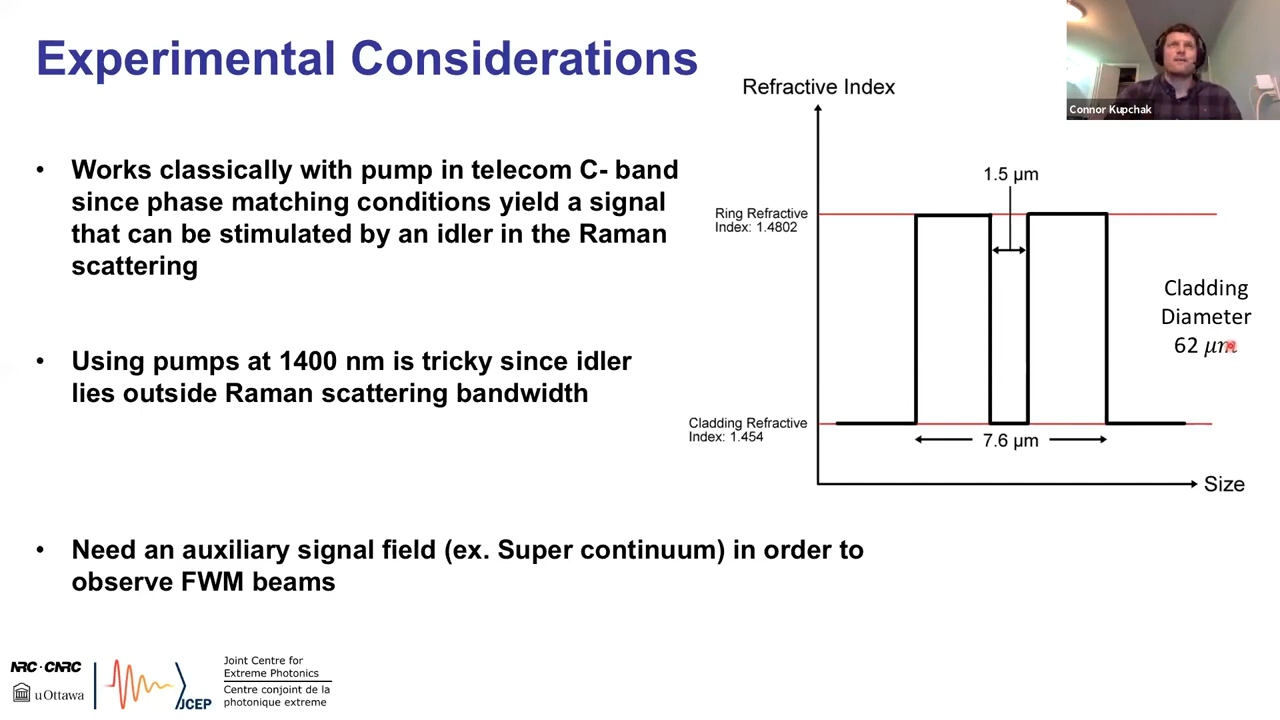 Experimental Considerations
• Works classically with pump in telecom C- band
since phase matching conditions yield a signal
that can be stimulated by an idler in the Raman
scattering
• Using pumps at 1400 nm is tricky since idler
lies outside Raman scattering bandwidth
• Need an auxiliary signal field (ex. Super continuum) in order to
observe FWM beams
Refractive Index
1.5 µm
Ring Refractive
Index: 1.4802
Cladding
Diameter
62 µm
Cladding Refractive
Index: 1.454
7.6 µm
Size
Connor Kupchak
NRC·CNRC
uOttawa
JCEP
Joint Centre for
Extreme Photonics
Centre conjoint de la
photonique extreme